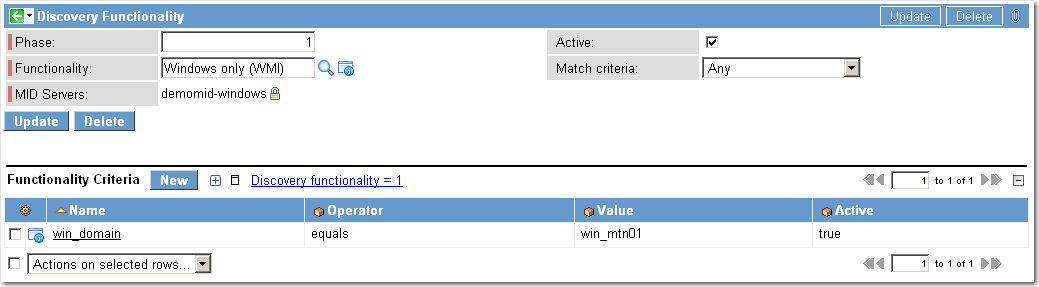 Discovery Functionality Update Delete
Phase: 1 Active:
Functionality: Windows only (WMI) Match criteria: Any
MID Servers: demomid-windows
Update Delete
Functionality Criteria New Discovery functionality = 1 1 to 1 of 1
Name Operator Value Active
win_domain equals win_mtn01 true
Actions on selected rows... 1 to 1 of 1